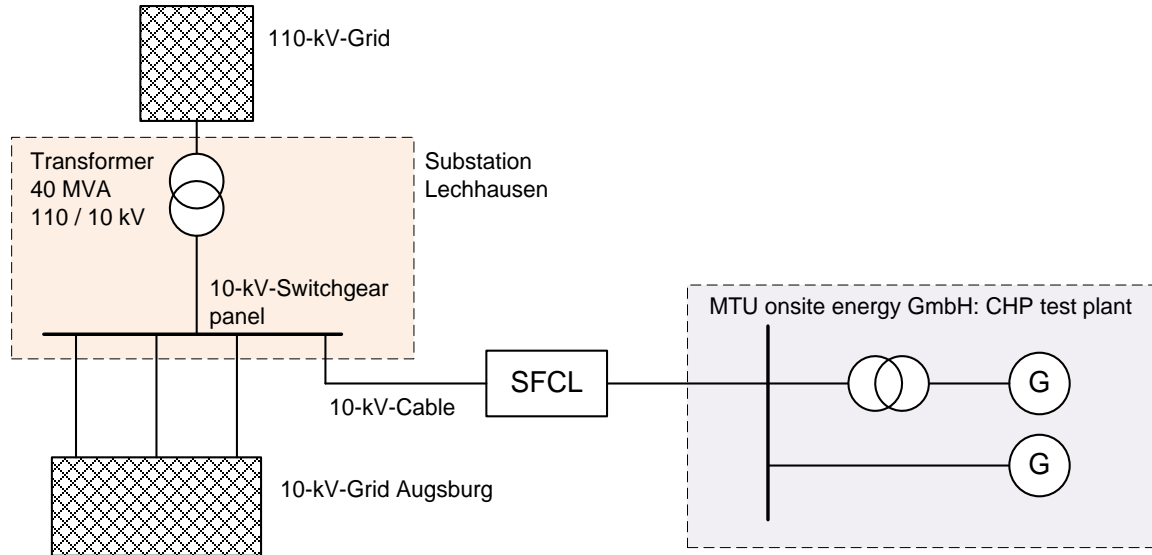 110-kV-Grid
Transformer
40 MVA
110 / 10 kV
Substation
Lechhausen
10-kV-Switchgear
panel
MTU onsite energy GmbH: CHP test plant
SFCL
G
10-kV-Cable
G
10-kV-Grid Augsburg